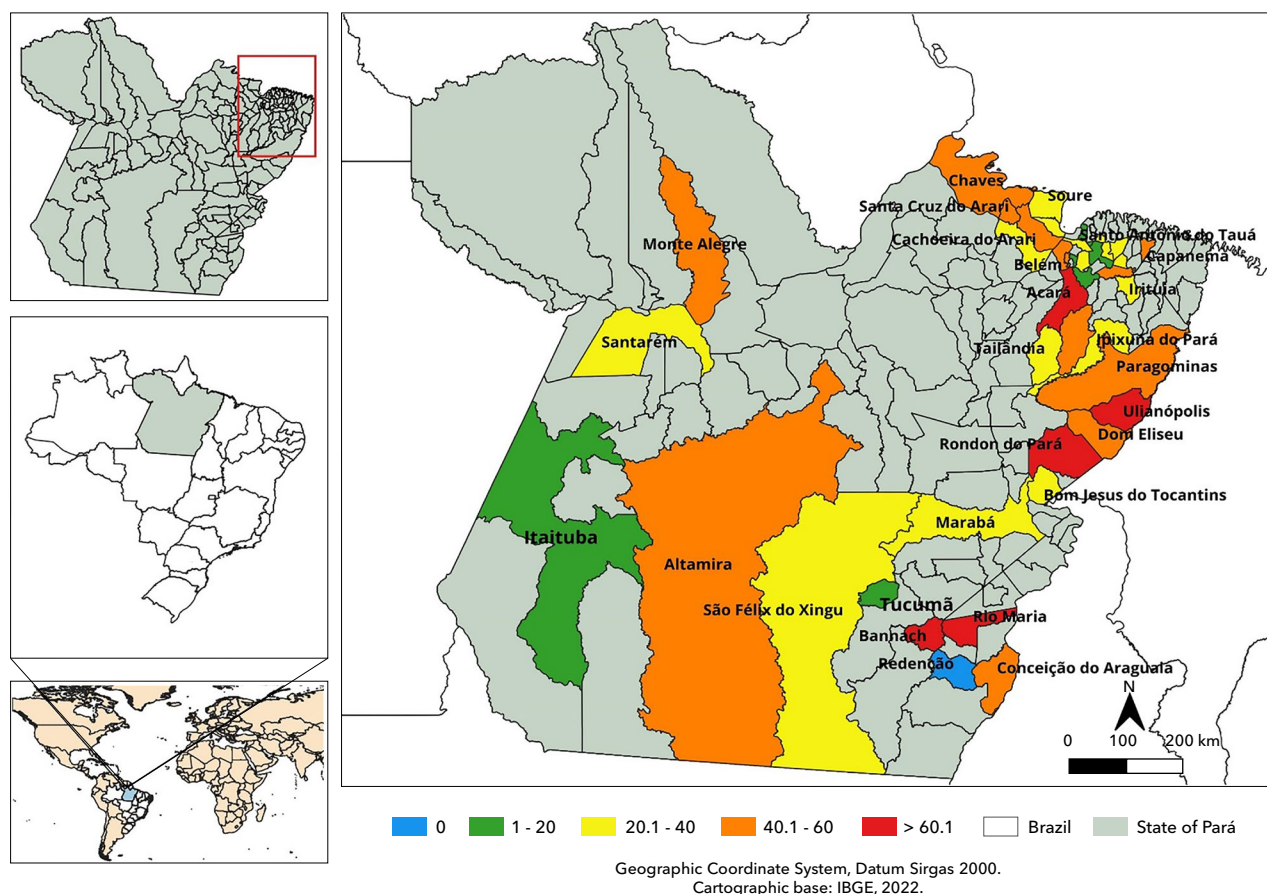 Chaves
Soure
Santa Cruz do Arari
Cachoeira do Arari
Santo Antônio do Tauá
Monte Alegre
Capanema
Belém
Irituia
Acará
Santarém
Tailândia
Ipixuna do Pará
Paragominas
Ulianópolis
Dom Eliseu
Rondon do Pará
Bom Jesus do Tocantins
Marabá
Itaituba
Altamira
São Félix do Xingu
Tucumã
Rio Maria
Bannach
Redenção
Conceição do Araguaia
N
0 100 200 km
0 1 - 20 20.1 - 40 40.1 - 60 > 60.1 Brazil State of Pará
Geographic Coordinate System, Datum Sirgas 2000.
Cartographic base: IBGE, 2022.